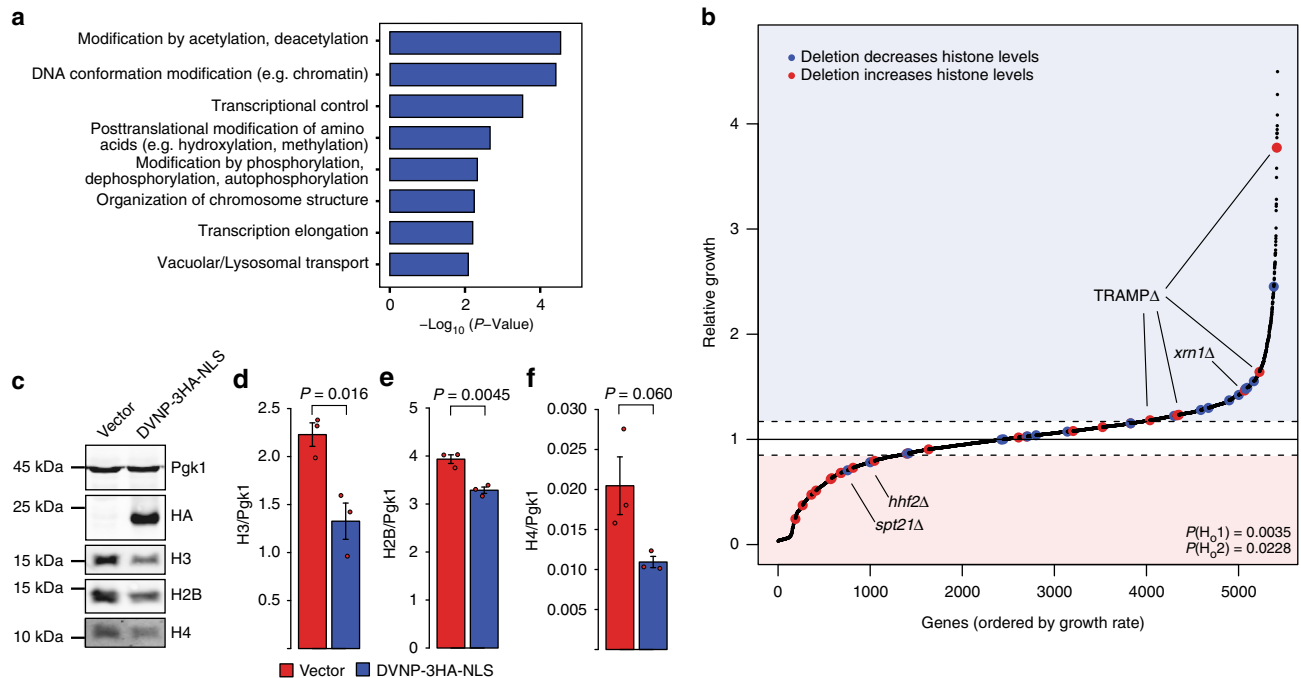 a
Modification by acetylation, deacetylation
DNA conformation modification (e.g. chromatin)
Transcriptional control
Posttranslational modification of amino
acids (e.g. hydroxylation, methylation)
Modification by phosphorylation,
dephosphorylation, autophosphorylation
Organization of chromosome structure
Transcription elongation
Vacuolar/Lysosomal transport
0 2 4
−Log10 (P−Value)
b
Deletion decreases histone levels
Deletion increases histone levels
Relative growth
4
3
2
1
0
TRAMPΔ
xrn1Δ
hhf2Δ
spt21Δ
P(Ho1) = 0.0035
P(Ho2) = 0.0228
0 1000 2000 3000 4000 5000
Genes (ordered by growth rate)
c
Vector
DVNP-3HA-NLS
45 kDa Pgk1
25 kDa HA
15 kDa H3
15 kDa H2B
10 kDa H4
d
P = 0.016
H3/Pgk1
2.5
2.0
1.5
1.0
0.5
e
P = 0.0045
H2B/Pgk1
5
4
3
2
1
0
f
P = 0.060
H4/Pgk1
0.030
0.025
0.020
0.015
0.010
0.005
Vector DVNP-3HA-NLS